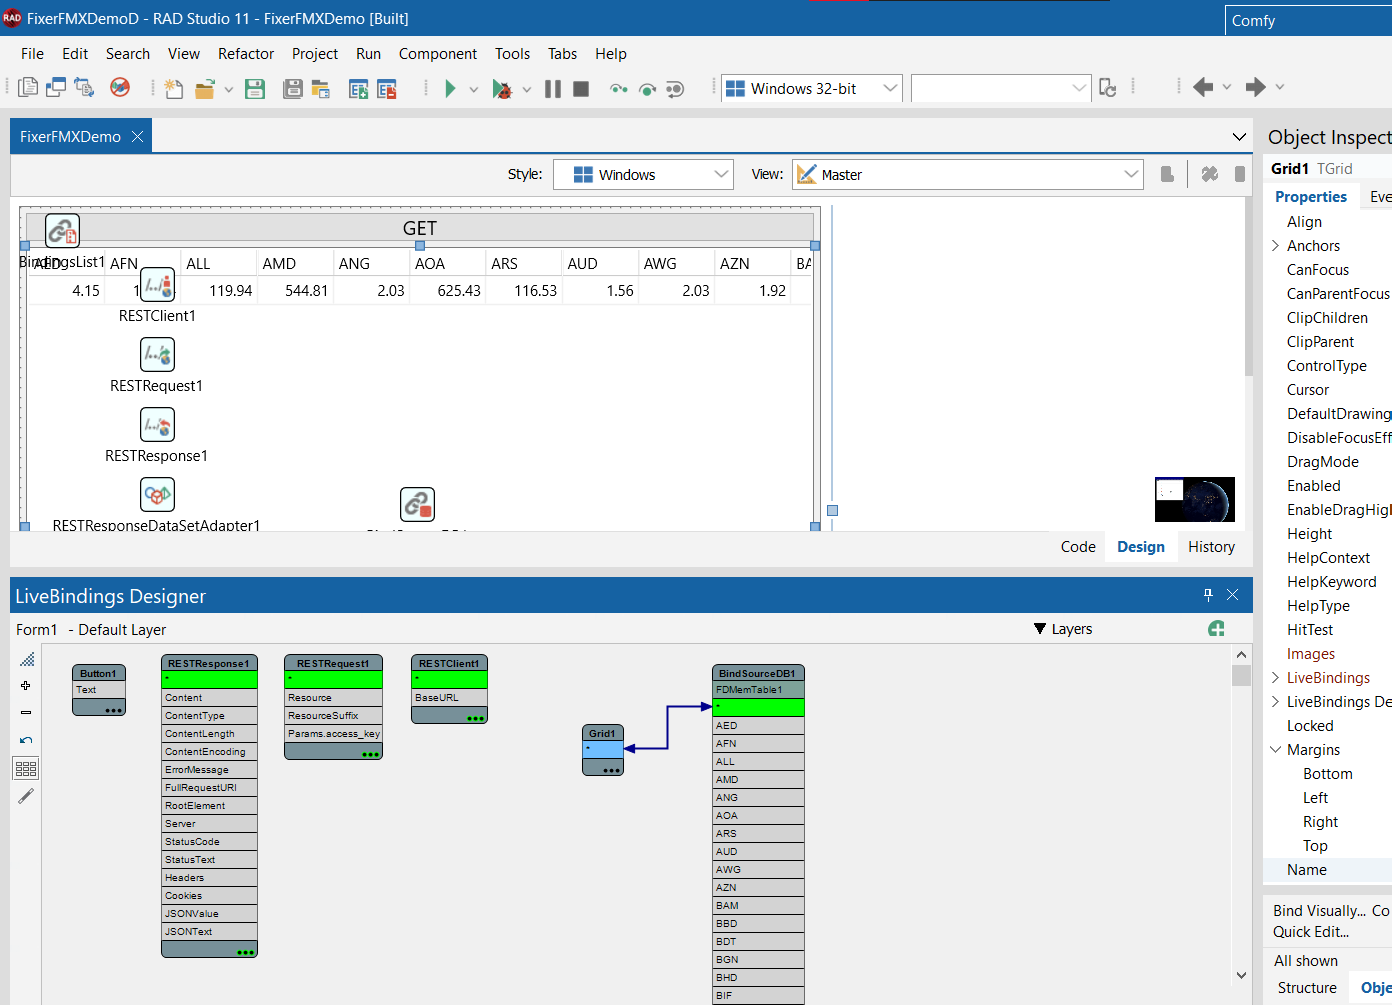 FixerFMXDemoD - RAD Studio 11 - FixerFMXDemo [Built]
Comfy
File Edit Search View Refactor Project Run Component Tools Tabs Help
Windows 32-bit
FixerFMXDemo
Style: Windows View: Master
GET
BindingsList1
AED AFN ALL AMD ANG AOA ARS AUD AWG AZN BA
4.15 119.94 544.81 2.03 625.43 116.53 1.56 2.03 1.92
RESTClient1
RESTRequest1
RESTResponse1
RESTResponseDataSetAdapter1
Code Design History
LiveBindings Designer
Form1 - Default Layer
Layers
Button1
Text
RESTResponse1
*
Content
ContentType
ContentLength
ContentEncoding
ErrorMessage
FullRequestURI
RootElement
Server
StatusCode
StatusText
Headers
Cookies
JSONValue
JSONText
RESTRequest1
*
Resource
ResourceSuffix
Params.access_key
RESTClient1
*
BaseURL
Grid1
*
BindSourceDB1
FDMemTable1
*
AED
AFN
ALL
AMD
ANG
AOA
ARS
AUD
AWG
AZN
BAM
BBD
BDT
BGN
BHD
BIF
Object Inspect
Grid1 TGrid
Properties Eve
Align
Anchors
CanFocus
CanParentFocus
ClipChildren
ClipParent
ControlType
Cursor
DefaultDrawing
DisableFocusEff
DragMode
Enabled
EnableDragHigh
Height
HelpContext
HelpKeyword
HelpType
HitTest
Images
LiveBindings
LiveBindings De
Locked
Margins
Bottom
Left
Right
Top
Name
Bind Visually... Co
Quick Edit...
All shown
Structure Obje